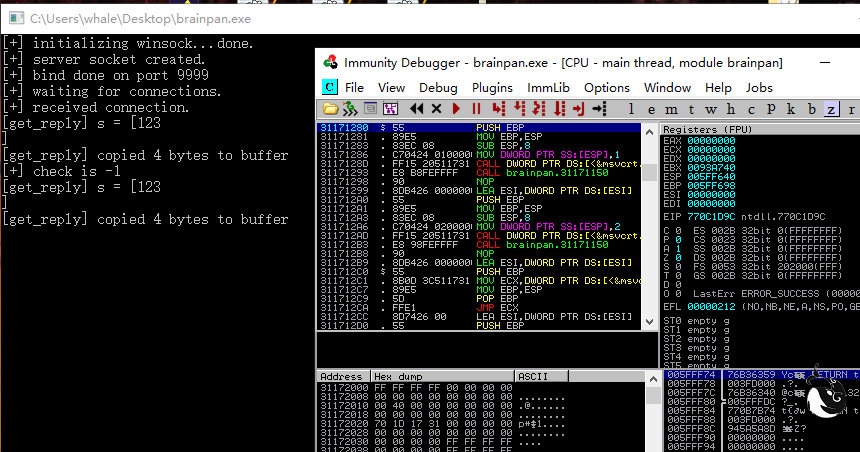 C:\Users\whale\Desktop\brainpan.exe
[+] initializing winsock...done.
[+] server socket created.
[+] bind done on port 9999
[+] waiting for connections.
[+] received connection.
[get_reply] s = [123
]
[get_reply] copied 4 bytes to buffer
[+] check is -1
[get_reply] s = [123
]
[get_reply] copied 4 bytes to buffer
Immunity Debugger - brainpan.exe - [CPU - main thread, module brainpan]
C File View Debug Plugins ImmLib Options Window Help Jobs
l e m t w h c p k b z r
31171280 $ 55 PUSH EBP
31171281 . 89E5 MOV EBP,ESP
31171283 . 83EC 08 SUB ESP,8
31171286 . C70424 0100000 MOV DWORD PTR SS:[ESP],1
3117128D . FF15 20511731 CALL DWORD PTR DS:[<&msvcrt.
31171293 . E8 B8FEFFFF CALL brainpan.31171150
31171298 . 90 NOP
31171299 . 8DB426 0000000 LEA ESI,DWORD PTR DS:[ESI]
311712A0 . 55 PUSH EBP
311712A1 . 89E5 MOV EBP,ESP
311712A3 . 83EC 08 SUB ESP,8
311712A6 . C70424 0200000 MOV DWORD PTR SS:[ESP],2
311712AD . FF15 20511731 CALL DWORD PTR DS:[<&msvcrt.
311712B3 . E8 98FEFFFF CALL brainpan.31171150
311712B8 . 90 NOP
311712B9 . 8DB426 0000000 LEA ESI,DWORD PTR DS:[ESI]
311712C0 $ 55 PUSH EBP
311712C1 . 8B0D 3C511731 MOV ECX,DWORD PTR DS:[<&msvc
311712C7 . 89E5 MOV EBP,ESP
311712C9 . 5D POP EBP
311712CA . FFE1 JMP ECX
311712CC . 8D7426 00 LEA ESI,DWORD PTR DS:[ESI]
311712D0 . 55 PUSH EBP
Registers (FPU)
EAX 00000000
ECX 00000000
EDX 00000000
EBX 0093A740
ESP 005FF640
EBP 005FF698
ESI 00000000
EDI 00000000
EIP 770C1D9C ntdll.770C1D9C
C 0 ES 002B 32bit 0(FFFFFFFF)
P 0 CS 0023 32bit 0(FFFFFFFF)
A 1 SS 002B 32bit 0(FFFFFFFF)
Z 0 DS 002B 32bit 0(FFFFFFFF)
S 0 FS 0053 32bit 202000(FFF)
T 0 GS 002B 32bit 0(FFFFFFFF)
D 0
O 0 LastErr ERROR_SUCCESS (00000
EFL 00000212 (NO,NB,NE,A,NS,PO,GE
ST0 empty g
ST1 empty g
ST2 empty g
ST3 empty g
ST4 empty g
ST5 empty g
Address Hex dump ASCII
31172000 FF FF FF FF 00 00 00 00
31172008 00 00 00 00 00 00 00 00 ........
31172010 00 40 00 00 00 00 00 00 .@......
31172018 00 00 00 00 00 00 00 00 ........
31172020 70 1D 17 31 00 00 00 00
31172028 00 00 00 00 00 00 00 00 ........
31172030 00 00 00 00 FF FF FF FF ....
005FFF74 76B36359
005FFF78 003FD000 .?.
005FFF7C 76B36340
005FFF80 005FFFDC
005FFF84 770B7B74
005FFF88 003FD000 .?.
005FFF8C 945A5A8D
005FFF90 00000000 ....
005FFF94 00000000 ....